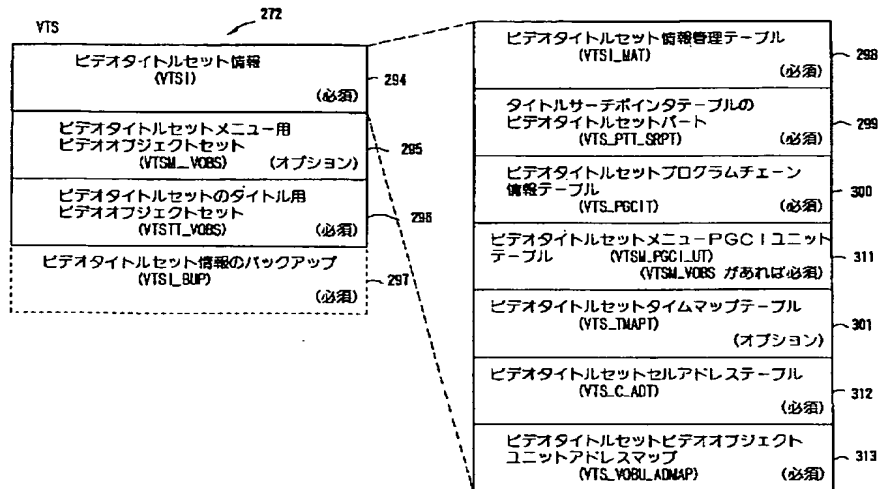 272
VTS
ビデオタイトルセット情報
(VTSI)
(必須)
294
ビデオタイトルセットメニュー用
ビデオオブジェクトセット
(VTSM_VOBS) (オプション)
295
ビデオタイトルセットのタイトル用
ビデオオブジェクトセット
(VTSTT_VOBS) (必須)
296
ビデオタイトルセット情報のバックアップ
(VTSI_BUP)
(必須)
297
ビデオタイトルセット情報管理テーブル
(VTSI_MAT)
(必須)
298
タイトルサーチポインタテーブルの
ビデオタイトルセットパート
(VTS_PTT_SRPT) (必須)
299
ビデオタイトルセットプログラムチェーン
情報テーブル
(VTS_PGCIT) (必須)
300
ビデオタイトルセットメニューPGCIユニット
テーブル (VTSM_PGCI_UT)
(VTSM_VOBS があれば必須)
311
ビデオタイトルセットタイムマップテーブル
(VTS_TMAPT)
(オプション)
301
ビデオタイトルセットセルアドレステーブル
(VTS_C_ADT)
(必須)
312
ビデオタイトルセットビデオオブジェクト
ユニットアドレスマップ
(VTS_VOBU_ADMAP) (必須)
313